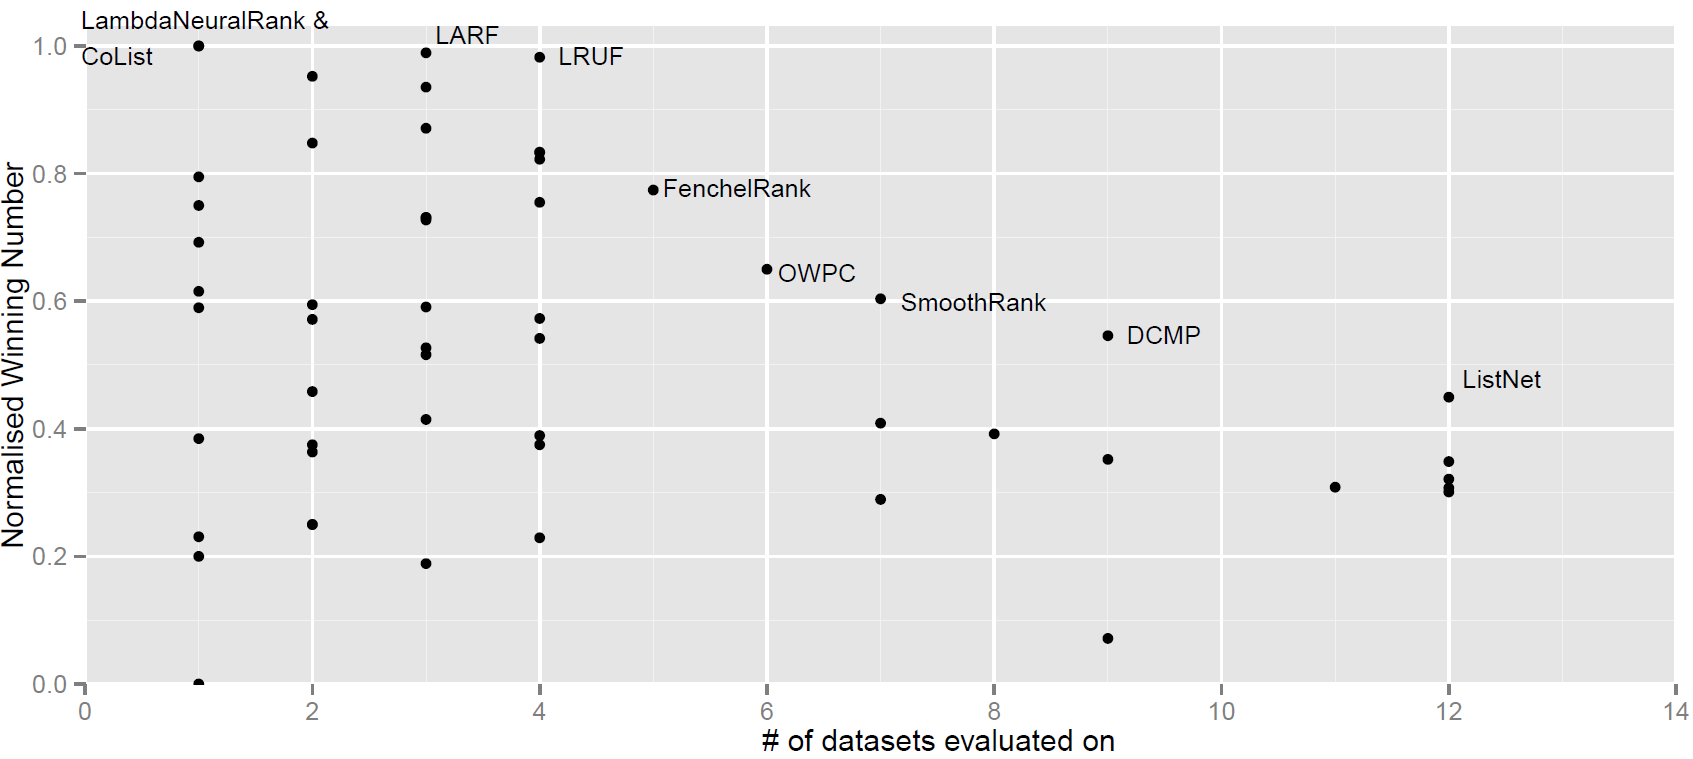 LambdaNeuralRank &
CoList
LARF
LRUF
FenchelRank
OWPC
SmoothRank
DCMP
ListNet
Normalised Winning Number
1.0
0.8
0.6
0.4
0.2
0.0
0 2 4 6 8 10 12 14
# of datasets evaluated on